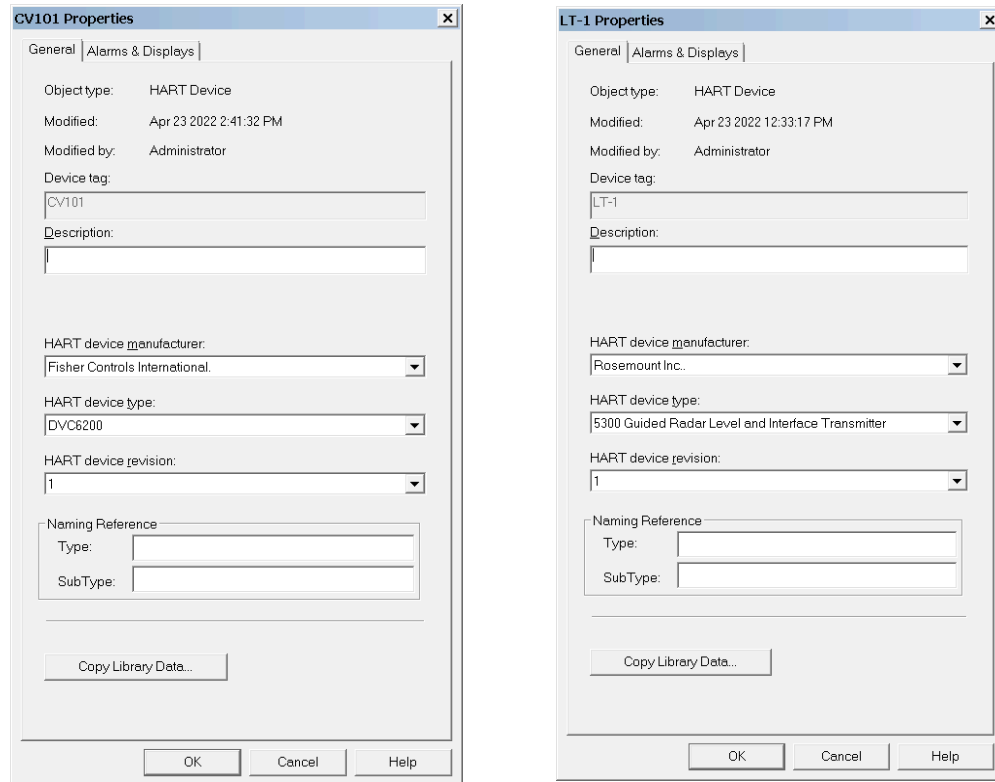 CV101 Properties
General
Alarms & Displays
Object type: HART Device
Modified: Apr 23 2022 2:41:32 PM
Modified by: Administrator
Device tag:
CV101
Description:
HART device manufacturer:
Fisher Controls International.
HART device type:
DVC6200
HART device revision:
1
Naming Reference
Type:
SubType:
Copy Library Data...
OK Cancel Help
LT-1 Properties
General
Alarms & Displays
Object type: HART Device
Modified: Apr 23 2022 12:33:17 PM
Modified by: Administrator
Device tag:
LT-1
Description:
HART device manufacturer:
Rosemount Inc..
HART device type:
5300 Guided Radar Level and Interface Transmitter
HART device revision:
1
Naming Reference
Type:
SubType:
Copy Library Data...
OK Cancel Help